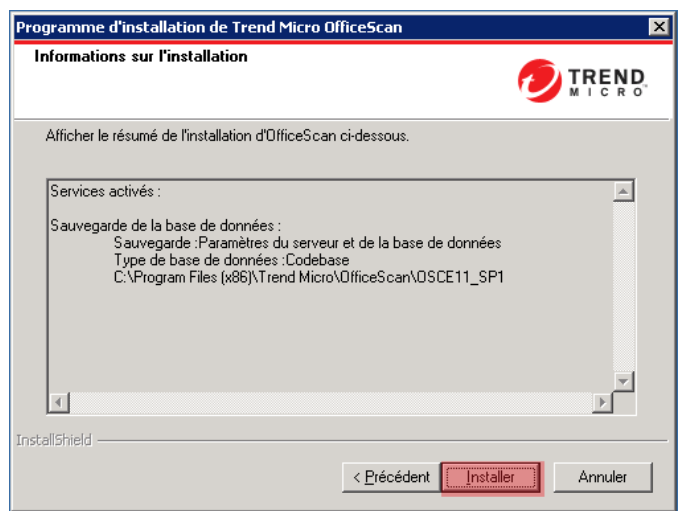 Programme d'installation de Trend Micro OfficeScan
Informations sur l'installation
TREND
MICRO
Afficher le résumé de l'installation d'OfficeScan ci-dessous.
Services activés :
Sauvegarde de la base de données :
Sauvegarde :Paramètres du serveur et de la base de données
Type de base de données :Codebase
C:\Program Files (x86)\Trend Micro\OfficeScan\OSCE11_SP1
InstallShield
< Précédent Installer Annuler